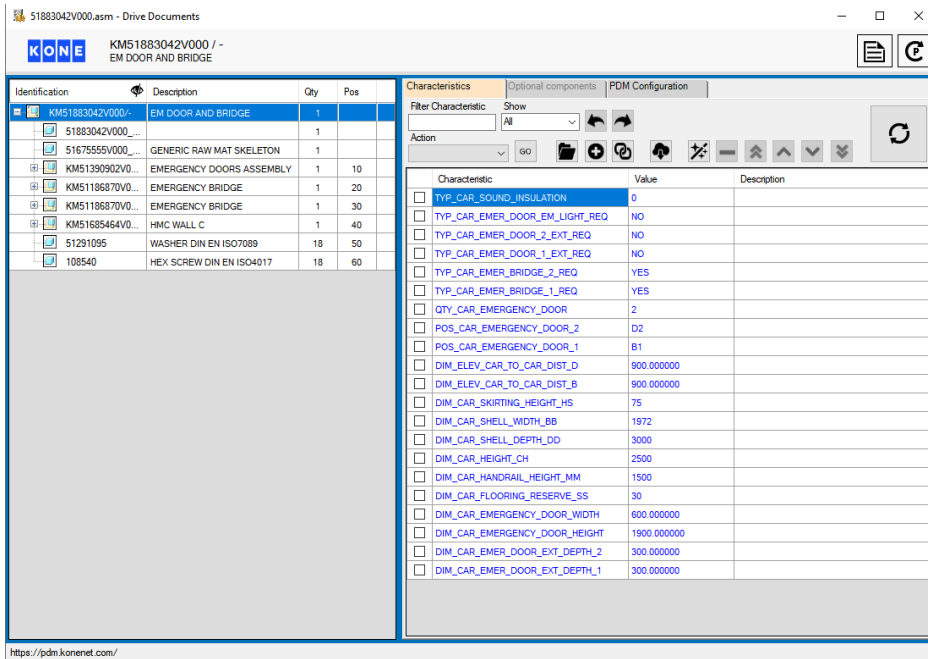 51883042V000.asm - Drive Documents
KONE
KM51883042V000 / -
EM DOOR AND BRIDGE
Identification Description Qty Pos
KM51883042V000/- EM DOOR AND BRIDGE 1
51883042V000_... 1
51675555V000_... GENERIC RAW MAT SKELETON 1
KM51390902V0... EMERGENCY DOORS ASSEMBLY 1 10
KM51186870V0... EMERGENCY BRIDGE 1 20
KM51186870V0... EMERGENCY BRIDGE 1 30
KM51685464V0... HMC WALL C 1 40
51291095 WASHER DIN EN ISO7089 18 50
108540 HEX SCREW DIN EN ISO4017 18 60
Characteristics Optional components PDM Configuration
Filter Characteristic Show
All
Action
GO
Characteristic Value Description
TYP_CAR_SOUND_INSULATION 0
TYP_CAR_EMER_DOOR_EM_LIGHT_REQ NO
TYP_CAR_EMER_DOOR_2_EXT_REQ NO
TYP_CAR_EMER_DOOR_1_EXT_REQ NO
TYP_CAR_EMER_BRIDGE_2_REQ YES
TYP_CAR_EMER_BRIDGE_1_REQ YES
QTY_CAR_EMERGENCY_DOOR 2
POS_CAR_EMERGENCY_DOOR_2 D2
POS_CAR_EMERGENCY_DOOR_1 B1
DIM_ELEV_CAR_TO_CAR_DIST_D 900.000000
DIM_ELEV_CAR_TO_CAR_DIST_B 900.000000
DIM_CAR_SKIRTING_HEIGHT_HS 75
DIM_CAR_SHELL_WIDTH_BB 1972
DIM_CAR_SHELL_DEPTH_DD 3000
DIM_CAR_HEIGHT_CH 2500
DIM_CAR_HANDRAIL_HEIGHT_MM 1500
DIM_CAR_FLOORING_RESERVE_SS 30
DIM_CAR_EMERGENCY_DOOR_WIDTH 600.000000
DIM_CAR_EMERGENCY_DOOR_HEIGHT 1900.000000
DIM_CAR_EMER_DOOR_EXT_DEPTH_2 300.000000
DIM_CAR_EMER_DOOR_EXT_DEPTH_1 300.000000
https://pdm.konenet.com/